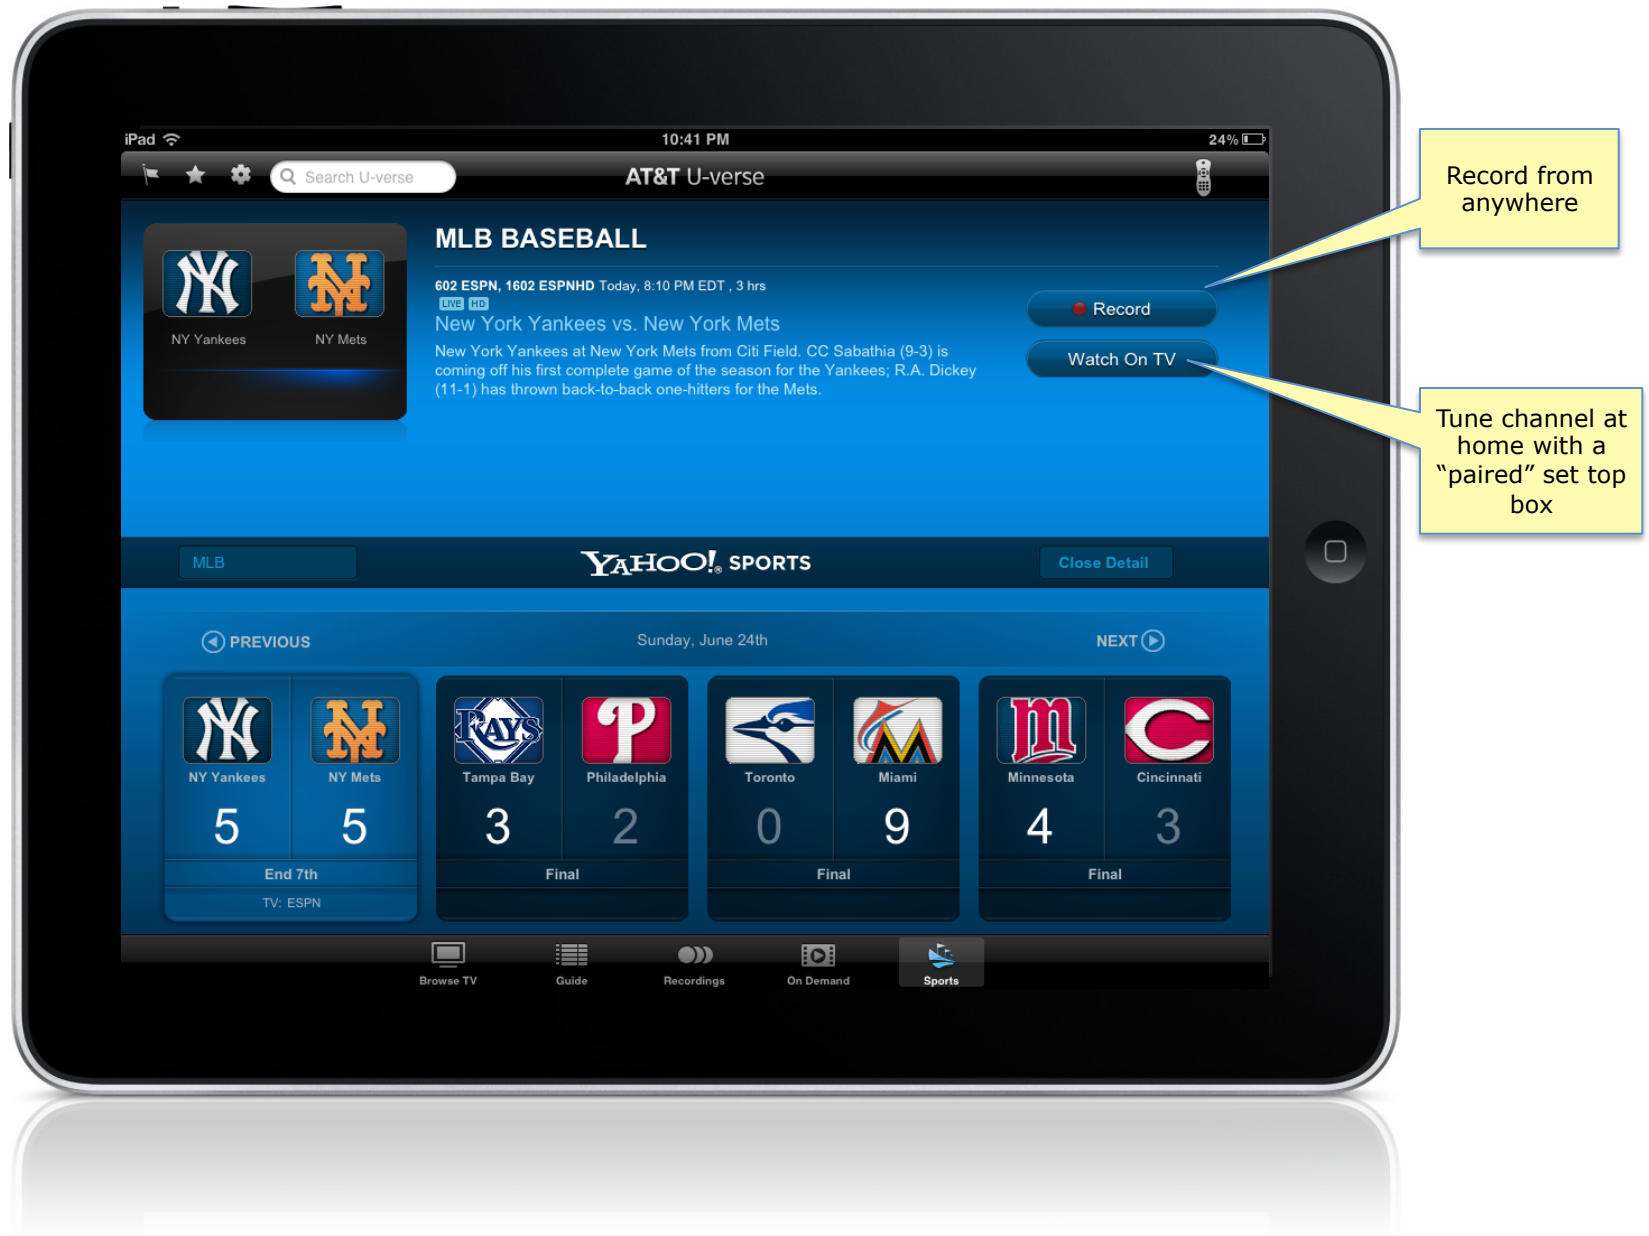 iPad
10:41 PM
24%
Search U-verse
AT&T U-verse
Record from
anywhere
NY Yankees
NY Mets
MLB BASEBALL
602 ESPN, 1602 ESPNHD Today, 8:10 PM EDT , 3 hrs
LIVE HD
New York Yankees vs. New York Mets
New York Yankees at New York Mets from Citi Field. CC Sabathia (9-3) is
coming off his first complete game of the season for the Yankees; R.A. Dickey
(11-1) has thrown back-to-back one-hitters for the Mets.
Record
Watch On TV
Tune channel at
home with a
“paired” set top
box
MLB
YAHOO!® SPORTS
Close Detail
PREVIOUS
Sunday, June 24th
NEXT
NY Yankees
NY Mets
5
5
End 7th
TV: ESPN
RAYS
P
Tampa Bay
Philadelphia
3
2
Final
Toronto
Miami
0
9
Final
m
C
Minnesota
Cincinnati
4
3
Final
Browse TV
Guide
Recordings
On Demand
Sports